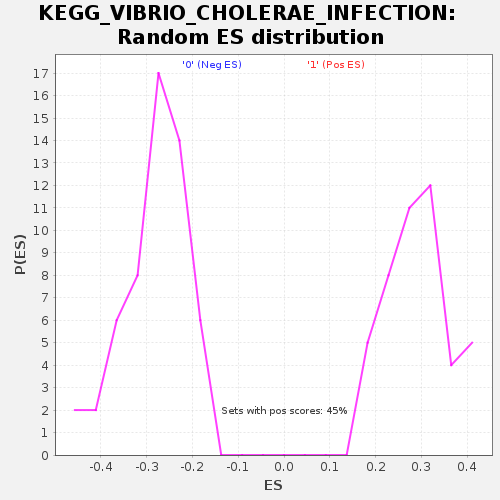 KEGG_VIBRIO_CHOLERAE_INFECTION:
Random ES distribution
'0' (Neg ES)
'1' (Pos ES)
17
16
15
14
13
12
11
10
9
8
7
6
5
4
3
2
1
0
P(ES)
Sets with pos scores: 45%
-0.4 -0.3 -0.2 -0.1 0.0 0.1 0.2 0.3 0.4
ES